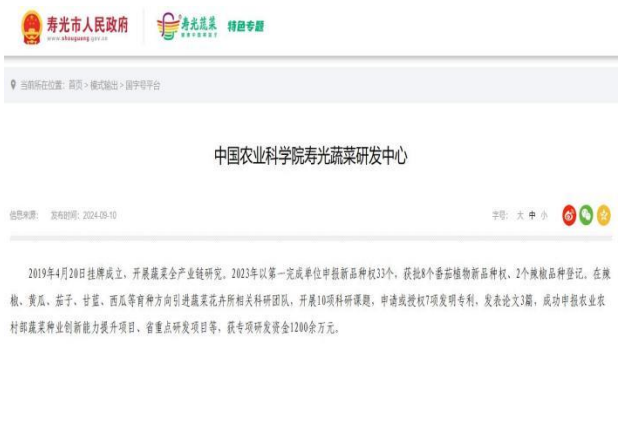 寿光市人民政府
www.shouguang.gov.cn
寿光蔬菜
特色专题
当前所在位置：首页 > 模式输出 > 国字号平台
中国农业科学院寿光蔬菜研发中心
信息来源： 发布时间：2024-09-10
字号： 大 中 小
2019年4月20日挂牌成立，开展蔬菜全产业链研究。2023年以第一完成单位申报新品种权33个，获批8个番茄植物新品种权、2个辣椒品种登记。在辣
椒、黄瓜、茄子、甘蓝、西瓜等育种方向引进蔬菜花卉所相关科研团队，开展10项科研课题，申请或授权7项发明专利，发表论文3篇，成功申报农业农
村部蔬菜种业创新能力提升项目、省重点研发项目等，获专项研发资金1200余万元。